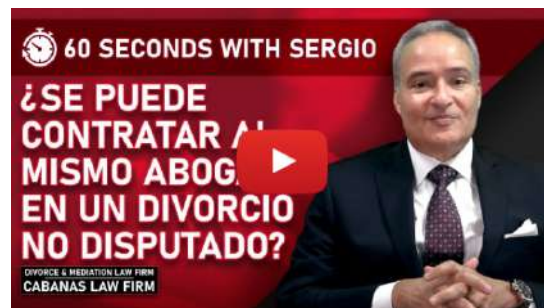 60 SECONDS WITH SERGIO
¿SE PUEDE
CONTRATAR AL
MISMO
EN UN DIVORCIO
NO DISPUTADO?
DIVORCE & MEDIATION LAW FIRM
CABANAS LAW FIRM